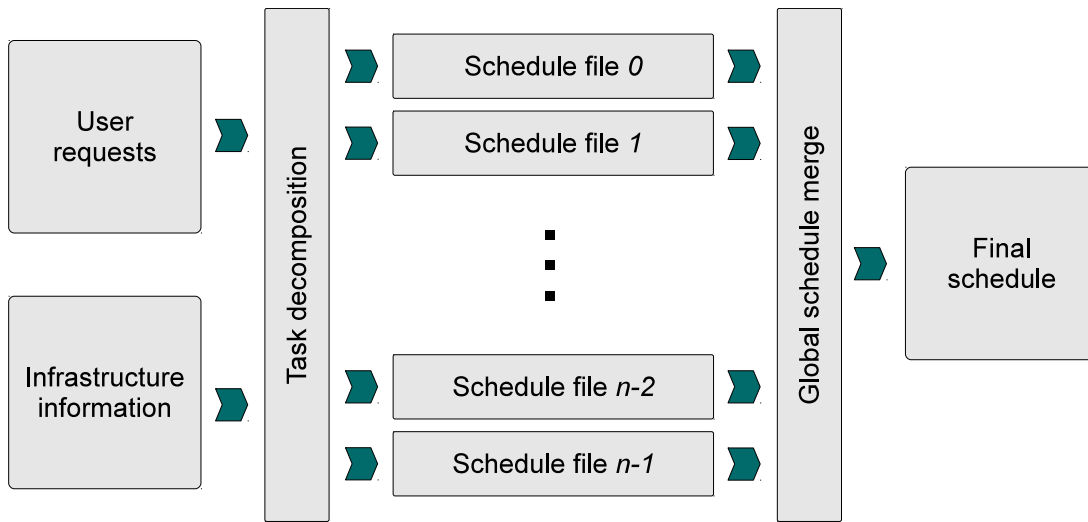 User
requests
Infrastructure
information
Task decomposition
Schedule file 0
Schedule file 1
Schedule file n-2
Schedule file n-1
Global schedule merge
Final
schedule